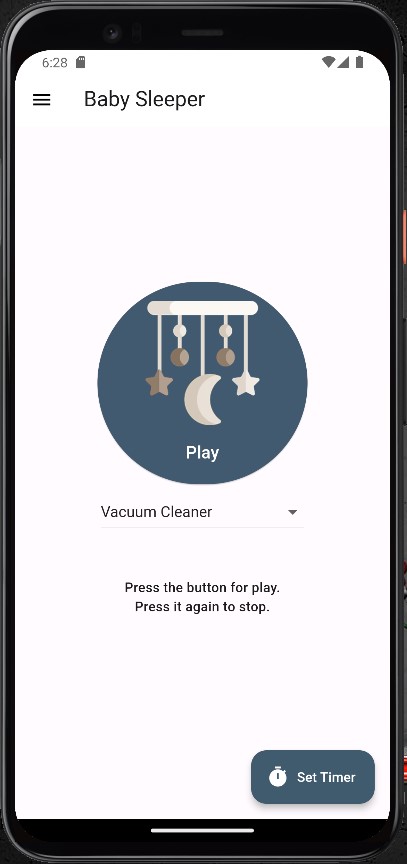 6:28
Baby Sleeper
Play
Vacuum Cleaner
Press the button for play.
Press it again to stop.
Set Timer